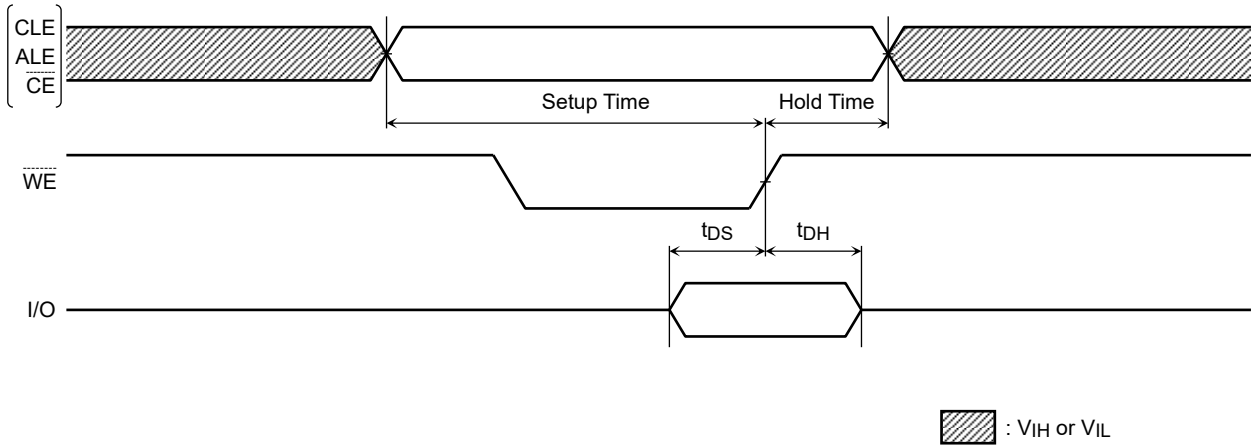 CLE
ALE
CE
Setup Time
Hold Time
WE
tDS
tDH
I/O
: VIH or VIL